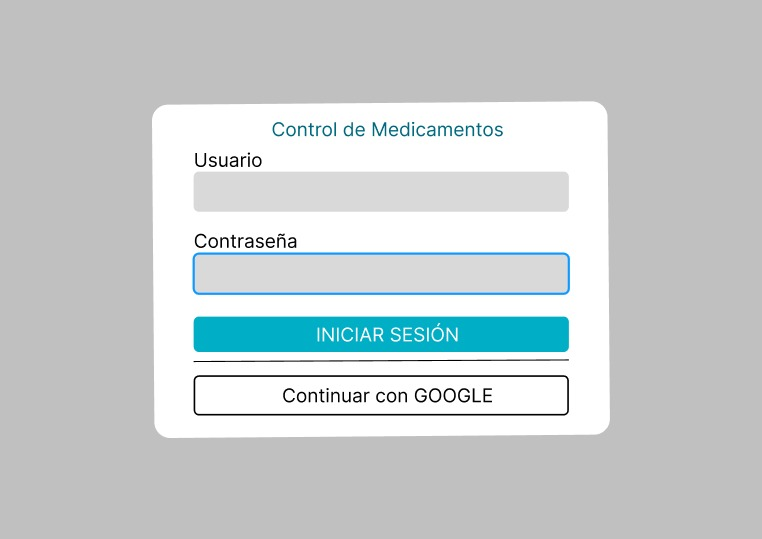 Control de Medicamentos
Usuario
Contraseña
INICIAR SESIÓN
Continuar con GOOGLE